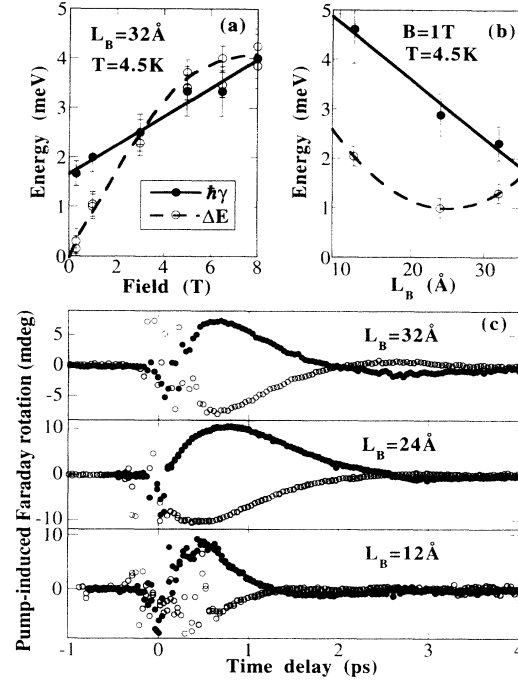 (a)
L_B=32Å
T=4.5K
Energy (meV)
5
4
3
2
1
0
ħγ
ΔE
0 2 4 6 8
Field (T)
(b)
B=1T
T=4.5K
Energy (meV)
5
4
3
2
1
0
10 20 30
L_B (Å)
(c)
Pump-induced Faraday rotation (mdeg)
5
0
-5
L_B=32Å
10
0
-10
L_B=24Å
10
0
L_B=12Å
-1 0 1 2 3 4
Time delay (ps)